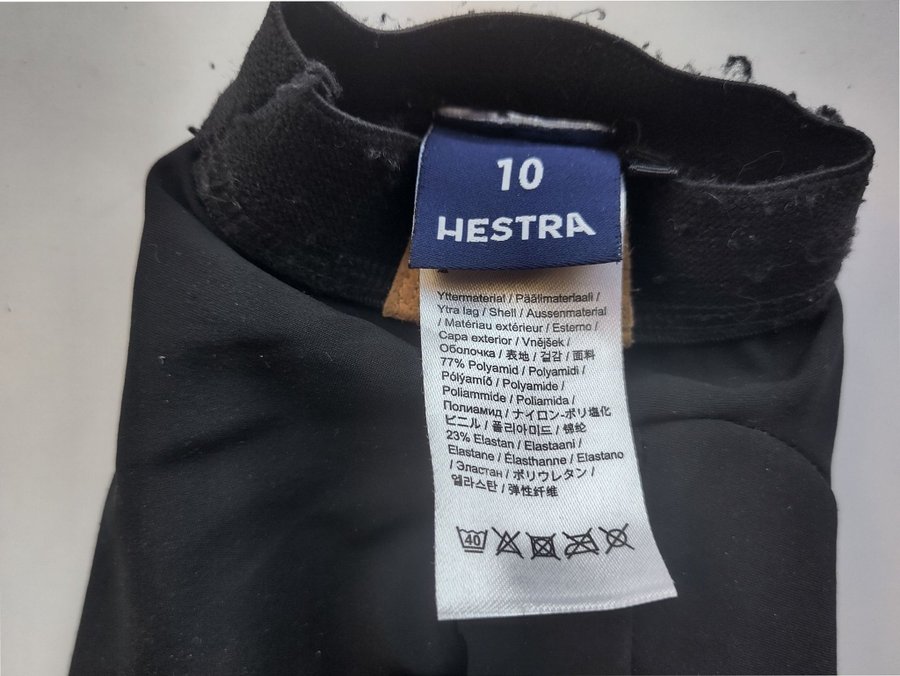 10
HESTRA
Yttermaterial / Päälimateriaali /
Ytra lag / Shell / Aussenmaterial
/ Matériau extérieur / Esterno /
Capa exterior / Vnějšek /
Оболочка / 表地 / 겉감 / 面料
77% Polyamid / Polyamidi /
Pólýamíð / Polyamide /
Poliammide / Poliamida /
Полиамид / ナイロン-ポリ塩化
ビニル / 폴리아미드 / 锦纶
23% Elastan / Elastaani /
Elastane / Élasthanne / Elastano
/ Эластан / ポリウレタン /
엘라스탄 / 弹性纤维
40